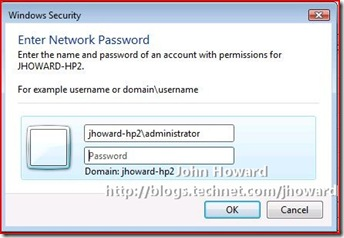 Windows Security
Enter Network Password
Enter the name and password of an account with permissions for
JHOWARD-HP2.
For example username or domain\username
jhoward-hp2\administrator
Password
Domain: jhoward-hp2
John Howard
http://blogs.technet.com/jhoward
OK
Cancel